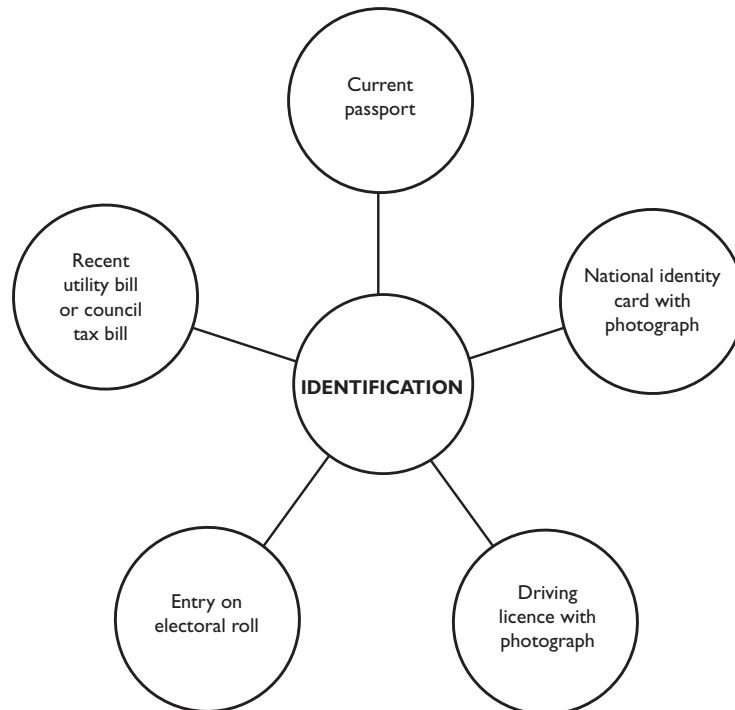 Current
passport
Recent
utility bill
or council
tax bill
National identity
card with
photograph
IDENTIFICATION
Entry on
electoral roll
Driving
licence with
photograph